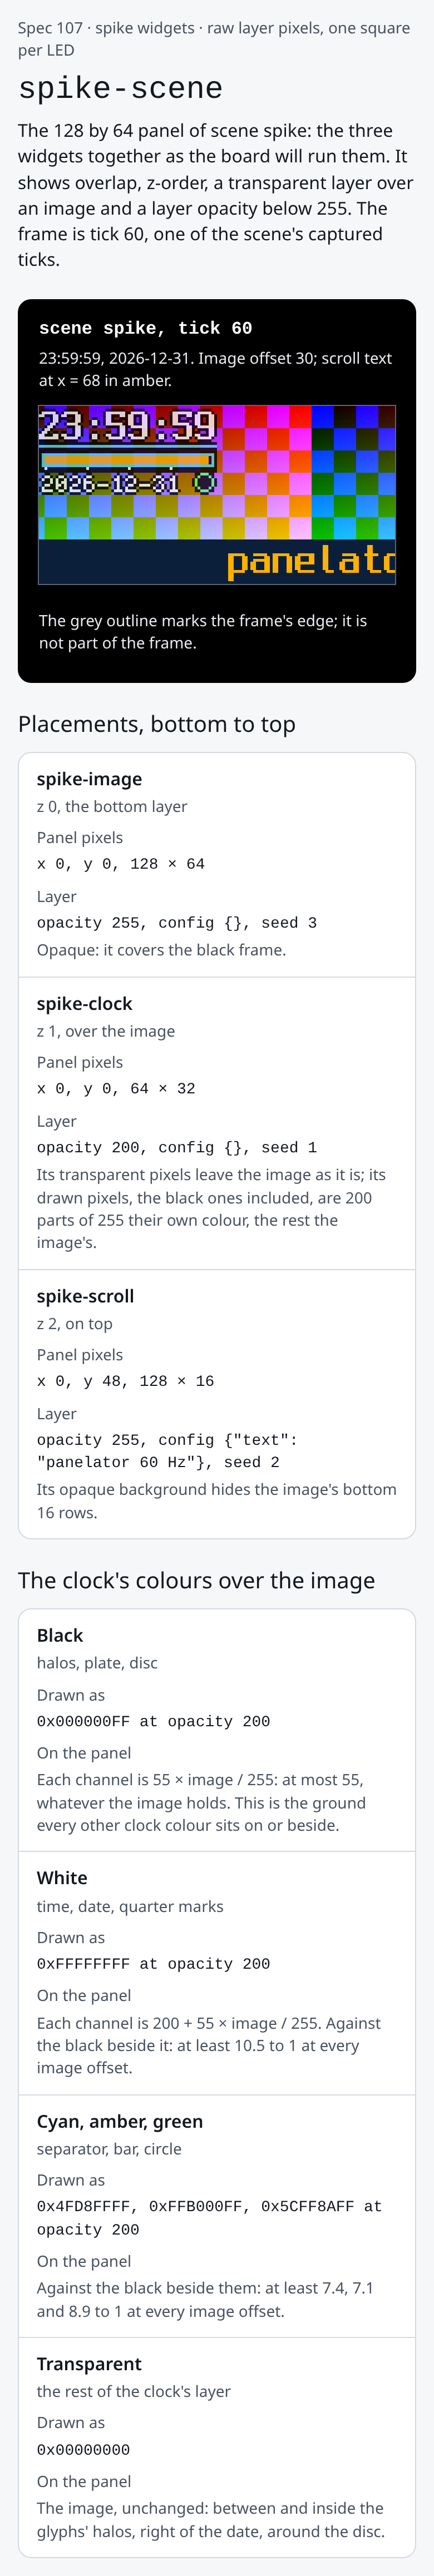 Spec 107 · spike widgets · raw layer pixels, one square
per LED
spike-scene
The 128 by 64 panel of scene spike: the three
widgets together as the board will run them. It
shows overlap, z-order, a transparent layer over
an image and a layer opacity below 255. The
frame is tick 60, one of the scene's captured
ticks.
scene spike, tick 60
23:59:59, 2026-12-31. Image offset 30; scroll text
at x = 68 in amber.
23:59:59
2026-12-31
panelato
The grey outline marks the frame's edge; it is
not part of the frame.
Placements, bottom to top
spike-image
z 0, the bottom layer
Panel pixels
x 0, y 0, 128 × 64
Layer
opacity 255, config {}, seed 3
Opaque: it covers the black frame.
spike-clock
z 1, over the image
Panel pixels
x 0, y 0, 64 × 32
Layer
opacity 200, config {}, seed 1
Its transparent pixels leave the image as it is; its
drawn pixels, the black ones included, are 200
parts of 255 their own colour, the rest the
image's.
spike-scroll
z 2, on top
Panel pixels
x 0, y 48, 128 × 16
Layer
opacity 255, config {"text":
"panelator 60 Hz"}, seed 2
Its opaque background hides the image's bottom
16 rows.
The clock's colours over the image
Black
halos, plate, disc
Drawn as
0x000000FF at opacity 200
On the panel
Each channel is 55 × image / 255: at most 55,
whatever the image holds. This is the ground
every other clock colour sits on or beside.
White
time, date, quarter marks
Drawn as
0xFFFFFFFF at opacity 200
On the panel
Each channel is 200 + 55 × image / 255. Against
the black beside it: at least 10.5 to 1 at every
image offset.
Cyan, amber, green
separator, bar, circle
Drawn as
0x4FD8FFFF, 0xFFB000FF, 0x5CFF8AFF at
opacity 200
On the panel
Against the black beside them: at least 7.4, 7.1
and 8.9 to 1 at every image offset.
Transparent
the rest of the clock's layer
Drawn as
0x00000000
On the panel
The image, unchanged: between and inside the
glyphs' halos, right of the date, around the disc.